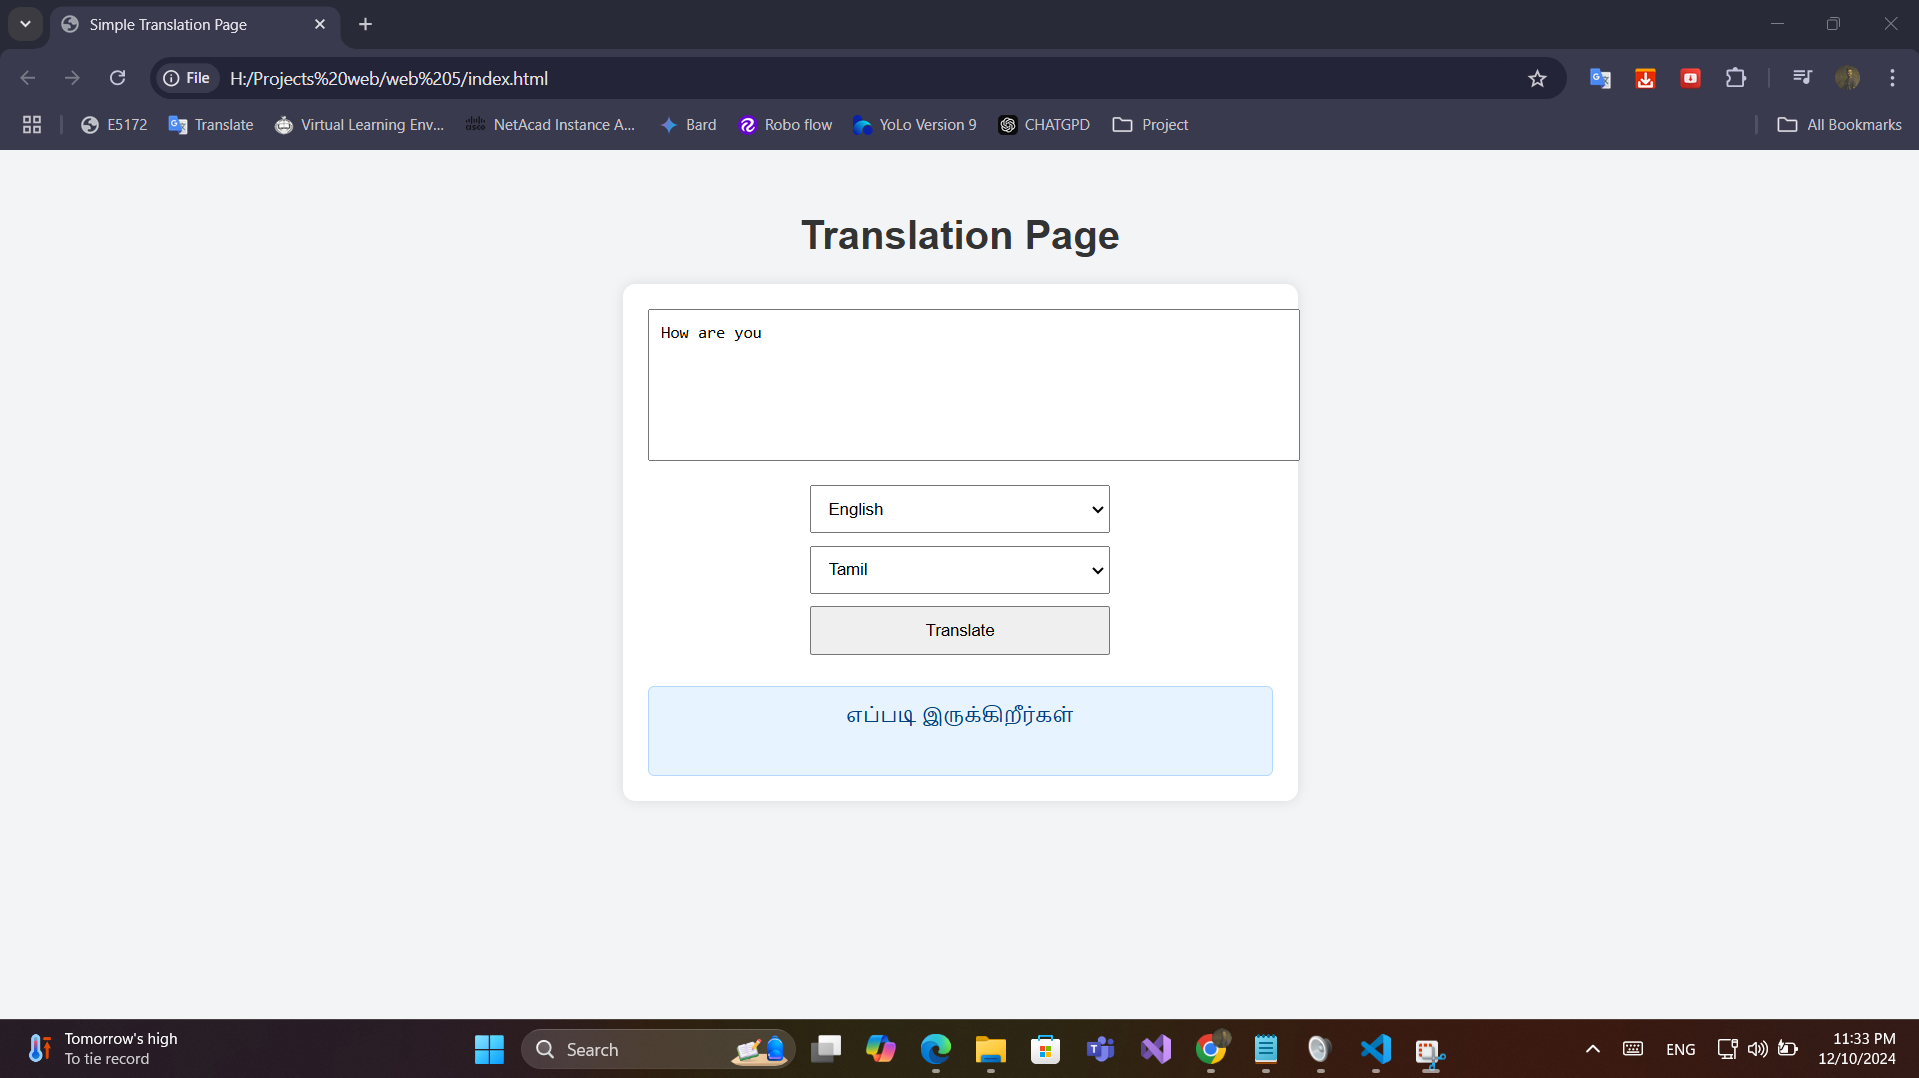 Simple Translation Page
File
H:/Projects%20web/web%205/index.html
E5172
Translate
Virtual Learning Env...
NetAcad Instance A...
Bard
Robo flow
YoLo Version 9
CHATGPD
Project
All Bookmarks
Translation Page
How are you
English
Tamil
Translate
எப்படி இருக்கிறீர்கள்
Tomorrow's high
To tie record
Search
ENG
11:33 PM
12/10/2024